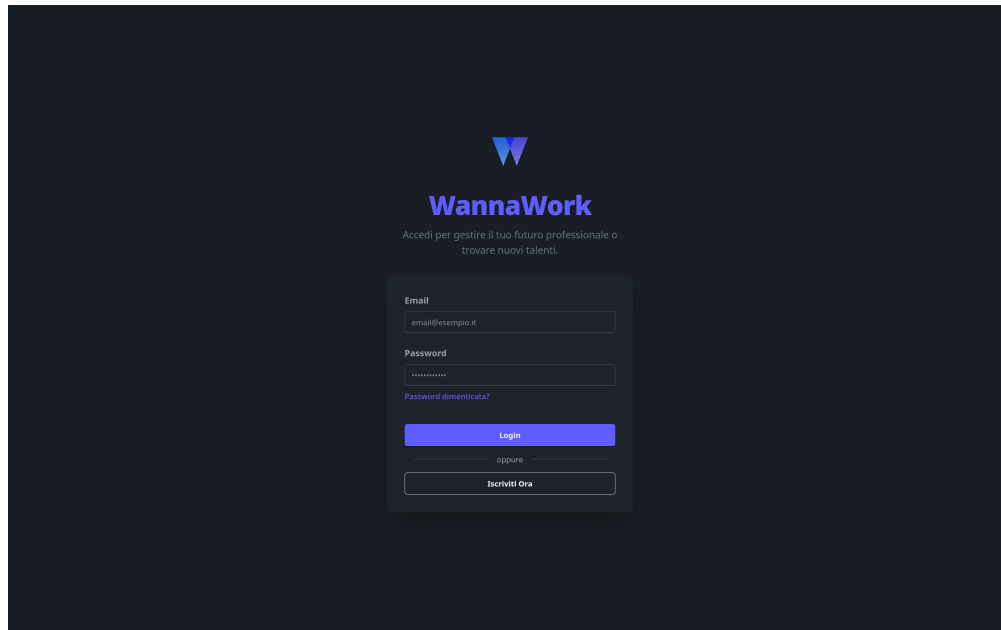 WannaWork
Accedi per gestire il tuo futuro professionale o
trovare nuovi talenti.
Email
email@esempio.it
Password
••••••••••••
Password dimenticata?
Login
oppure
Iscriviti Ora